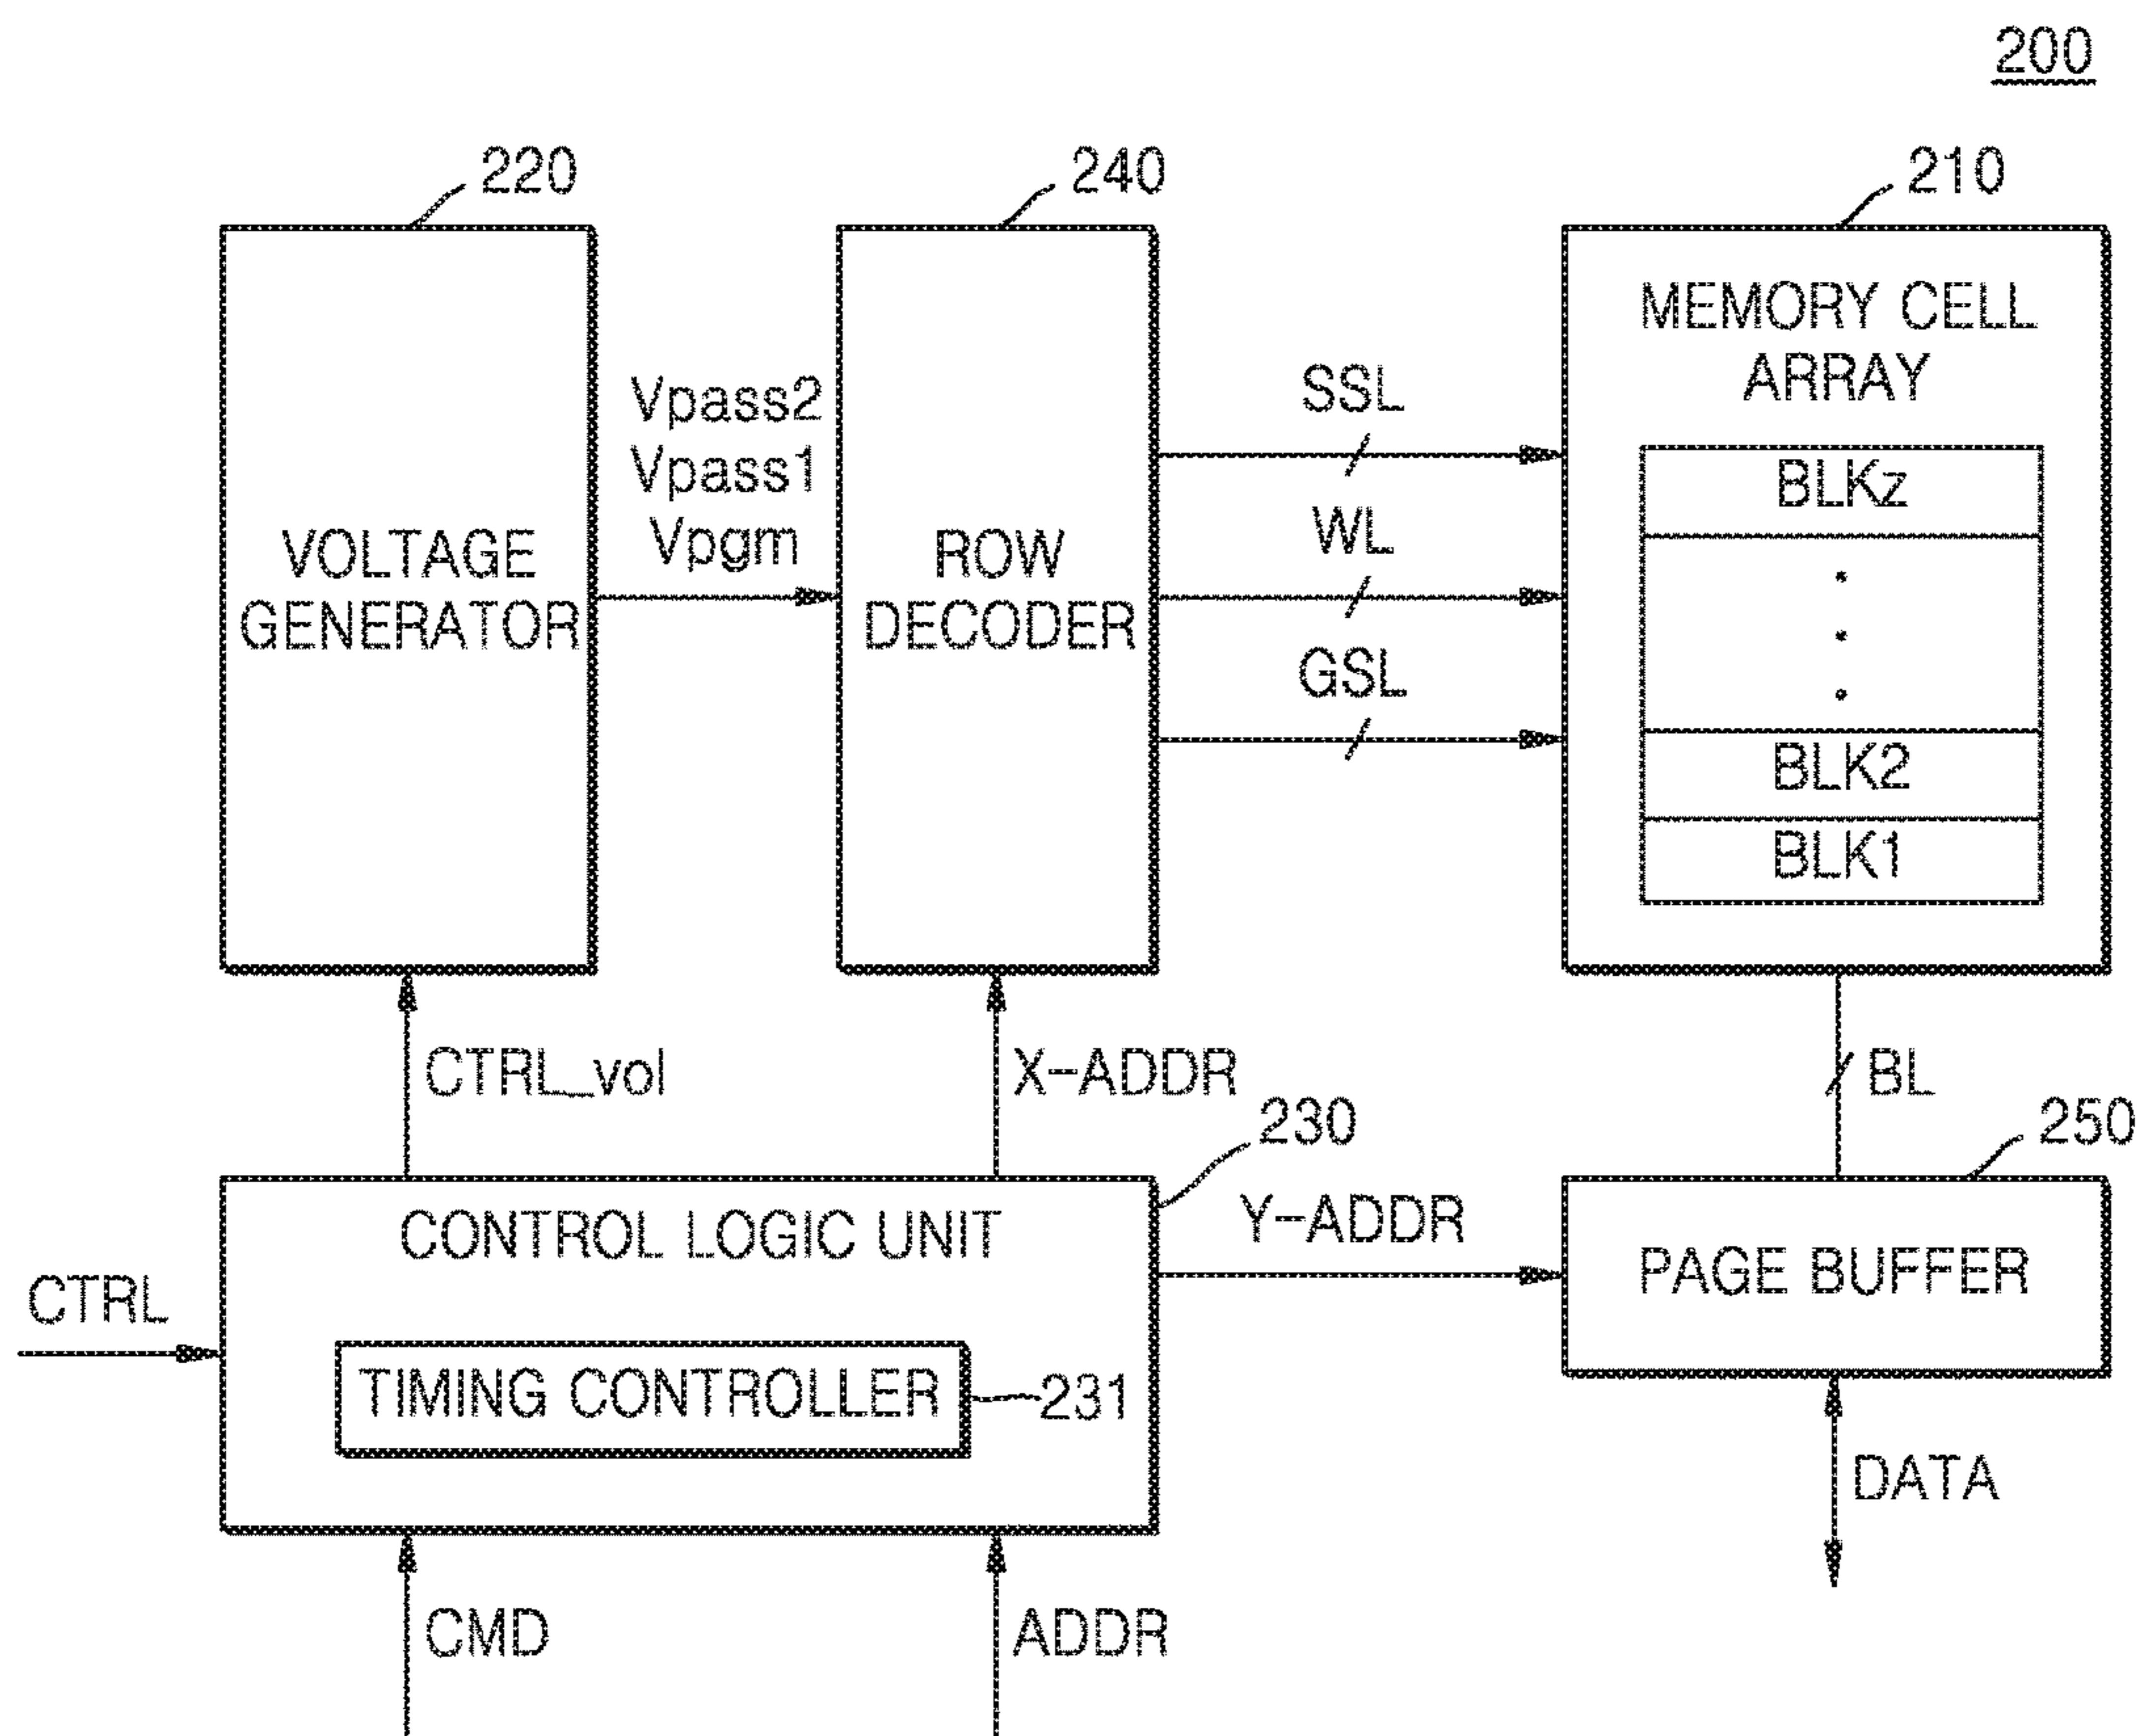 200
220
240
210
VOLTAGE
GENERATOR
Vpass2
Vpass1
Vpgm
ROW
DECODER
SSL
WL
GSL
MEMORY CELL
ARRAY
BLKz
BLK2
BLK1
CTRL_vol
X-ADDR
BL
230
250
CTRL
CONTROL LOGIC UNIT
TIMING CONTROLLER
231
Y-ADDR
PAGE BUFFER
CMD
ADDR
DATA